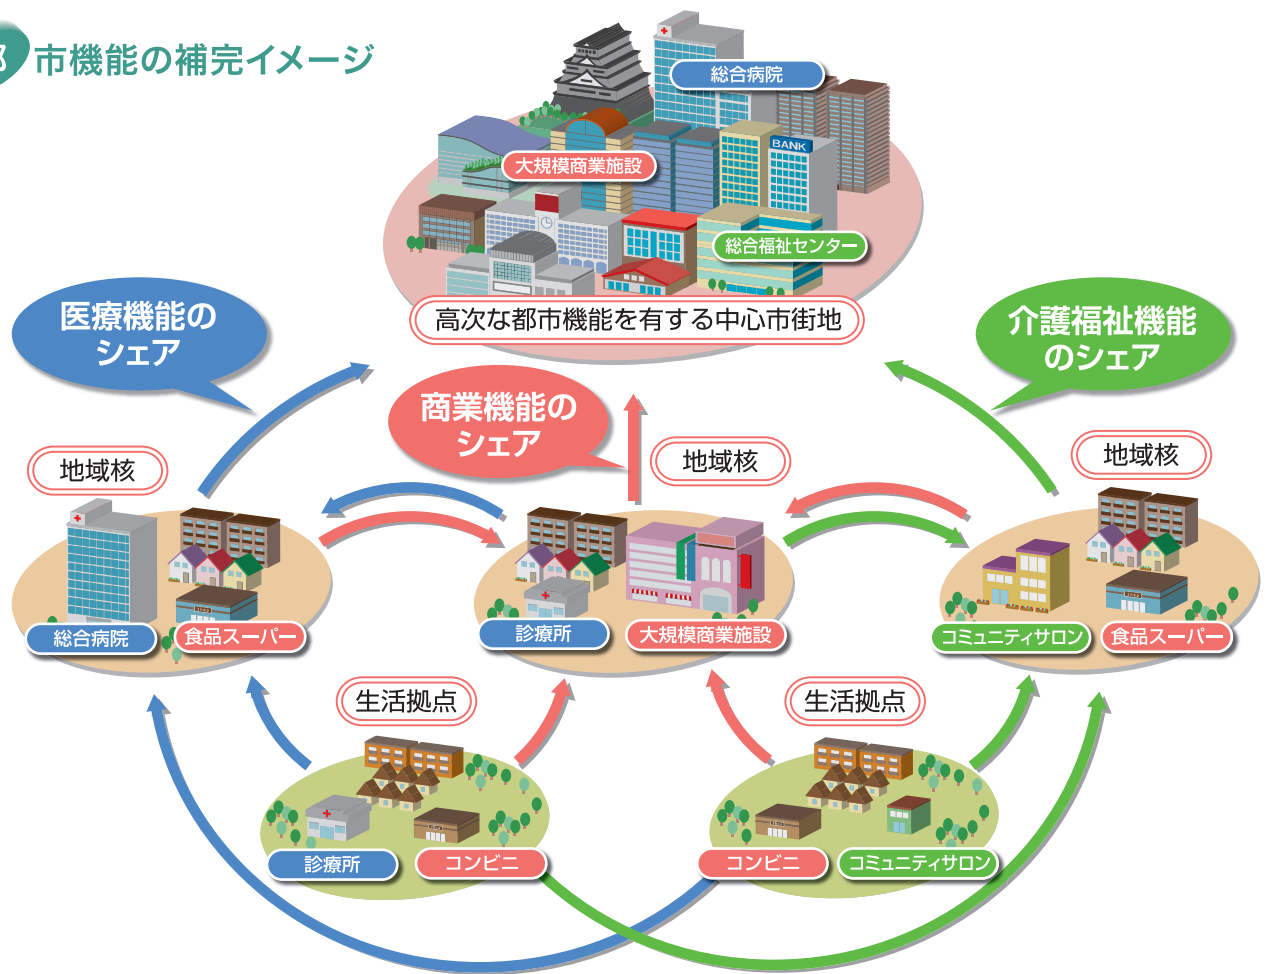 市機能の補完イメージ
総合病院
BANK
大規模商業施設
総合福祉センター
高次な都市機能を有する中心市街地
医療機能の
シェア
介護福祉機能
のシェア
商業機能の
シェア
地域核
地域核
地域核
総合病院
食品スーパー
診療所
大規模商業施設
コミュニティサロン
食品スーパー
生活拠点
生活拠点
診療所
コンビニ
コンビニ
コミュニティサロン